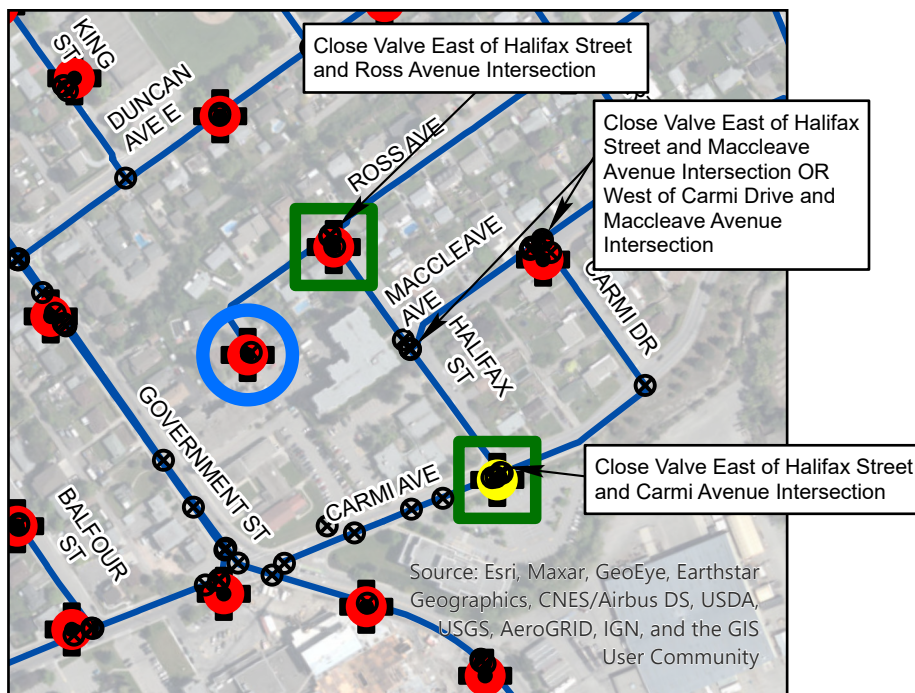 KING
ST
DUNCAN
AVE E
Close Valve East of Halifax Street
and Ross Avenue Intersection
ROSS AVE
Close Valve East of Halifax
Street and Maccleave
Avenue Intersection OR
West of Carmi Drive and
Maccleave Avenue
Intersection
MACCLEAVE
AVE
HALIFAX
ST
CARMI DR
GOVERNMENT ST
CARMI AVE
Close Valve East of Halifax Street
and Carmi Avenue Intersection
BALFOUR
ST
Source: Esri, Maxar, GeoEye, Earthstar
Geographics, CNES/Airbus DS, USDA,
USGS, AeroGRID, IGN, and the GIS
User Community